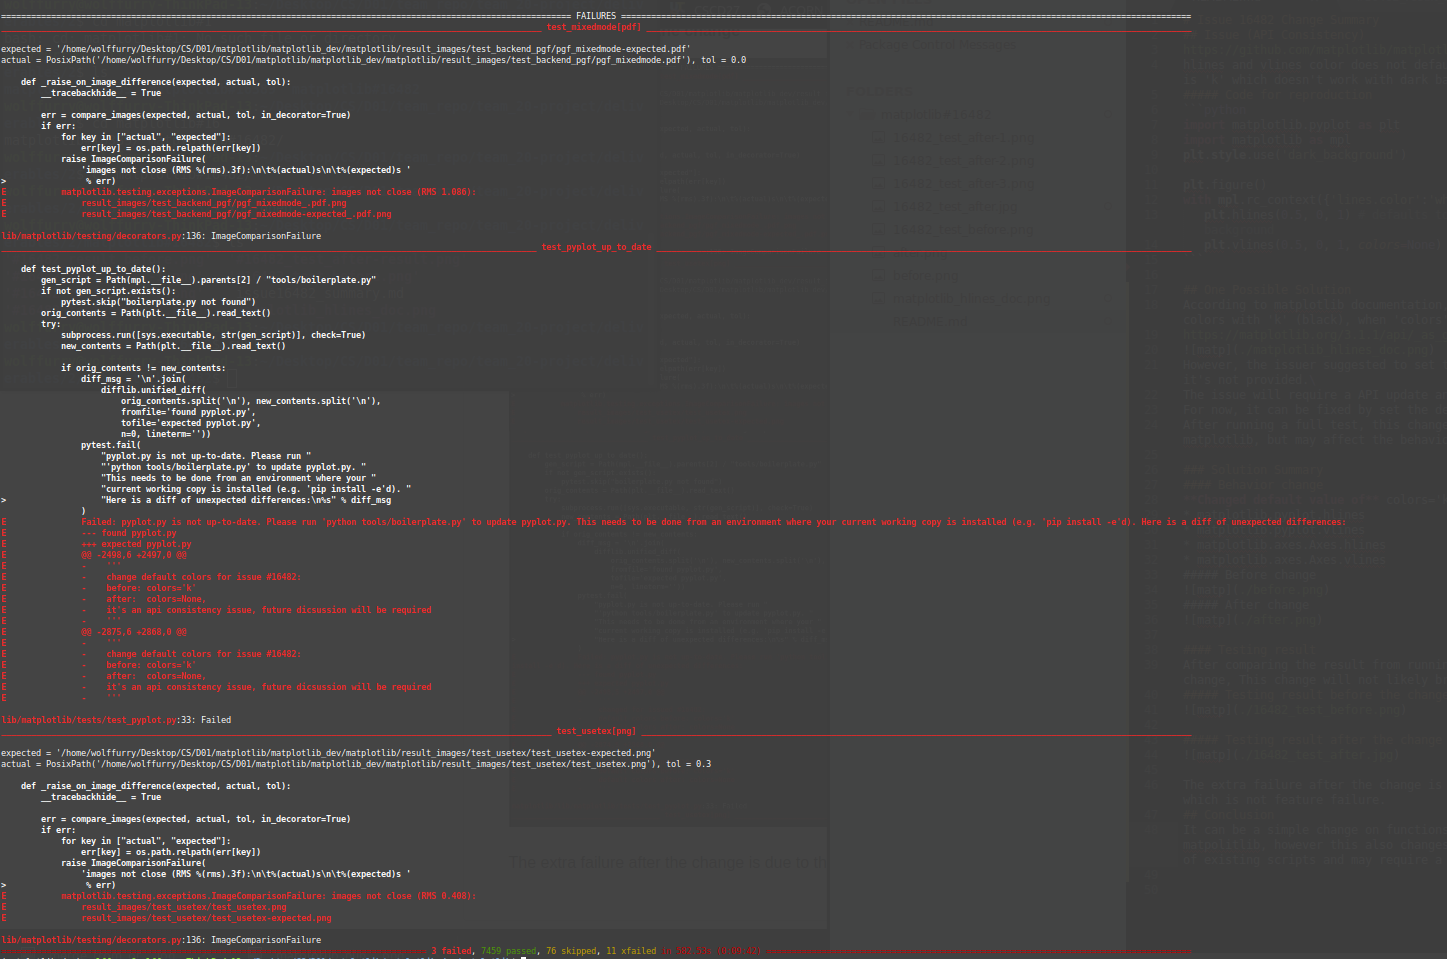 FAILURES
test_mixedmode[pdf]
expected = '/home/wolffurry/Desktop/CS/D01/matplotlib/matplotlib_dev/matplotlib/result_images/test_backend_pgf/pgf_mixedmode-expected.pdf'
actual = PosixPath('/home/wolffurry/Desktop/CS/D01/matplotlib/matplotlib_dev/matplotlib/result_images/test_backend_pgf/pgf_mixedmode.pdf'), tol = 0.0
def _raise_on_image_difference(expected, actual, tol):
__tracebackhide__ = True
err = compare_images(expected, actual, tol, in_decorator=True)
if err:
for key in ["actual", "expected"]:
err[key] = os.path.relpath(err[key])
raise ImageComparisonFailure(
'images not close (RMS %(rms).3f):\n\t%(actual)s\n\t%(expected)s '
> % err)
E matplotlib.testing.exceptions.ImageComparisonFailure: images not close (RMS 1.086):
E result_images/test_backend_pgf/pgf_mixedmode_.pdf.png
E result_images/test_backend_pgf/pgf_mixedmode-expected_.pdf.png
lib/matplotlib/testing/decorators.py:136: ImageComparisonFailure
test_pyplot_up_to_date
def test_pyplot_up_to_date():
gen_script = Path(mpl.__file__).parents[2] / "tools/boilerplate.py"
if not gen_script.exists():
pytest.skip("boilerplate.py not found")
orig_contents = Path(plt.__file__).read_text()
try:
subprocess.run([sys.executable, str(gen_script)], check=True)
new_contents = Path(plt.__file__).read_text()
if orig_contents != new_contents:
diff_msg = '\n'.join(
difflib.unified_diff(
orig_contents.split('\n'), new_contents.split('\n'),
fromfile='found pyplot.py',
tofile='expected pyplot.py',
n=0, lineterm=''))
pytest.fail(
"pyplot.py is not up-to-date. Please run "
"'python tools/boilerplate.py' to update pyplot.py. "
"This needs to be done from an environment where your "
"current working copy is installed (e.g. 'pip install -e'd). "
> "Here is a diff of unexpected differences:\n%s" % diff_msg
)
E Failed: pyplot.py is not up-to-date. Please run 'python tools/boilerplate.py' to update pyplot.py. This needs to be done from an environment where your current working copy is installed (e.g. 'pip install -e'd). Here is a diff of unexpected differences:
E --- found pyplot.py
E +++ expected pyplot.py
E @@ -2498,6 +2497,0 @@
E - '''
E - change default colors for issue #16482:
E - before: colors='k'
E - after: colors=None,
E - it's an api consistency issue, future dicsussion will be required
E - '''
E @@ -2875,6 +2868,0 @@
E - '''
E - change default colors for issue #16482:
E - before: colors='k'
E - after: colors=None,
E - it's an api consistency issue, future dicsussion will be required
E - '''
lib/matplotlib/tests/test_pyplot.py:33: Failed
test_usetex[png]
expected = '/home/wolffurry/Desktop/CS/D01/matplotlib/matplotlib_dev/matplotlib/result_images/test_usetex/test_usetex-expected.png'
actual = PosixPath('/home/wolffurry/Desktop/CS/D01/matplotlib/matplotlib_dev/matplotlib/result_images/test_usetex/test_usetex.png'), tol = 0.3
def _raise_on_image_difference(expected, actual, tol):
__tracebackhide__ = True
err = compare_images(expected, actual, tol, in_decorator=True)
if err:
for key in ["actual", "expected"]:
err[key] = os.path.relpath(err[key])
raise ImageComparisonFailure(
'images not close (RMS %(rms).3f):\n\t%(actual)s\n\t%(expected)s '
> % err)
E matplotlib.testing.exceptions.ImageComparisonFailure: images not close (RMS 0.408):
E result_images/test_usetex/test_usetex.png
E result_images/test_usetex/test_usetex-expected.png
lib/matplotlib/testing/decorators.py:136: ImageComparisonFailure
3 failed, 7459 passed, 76 skipped, 11 xfailed